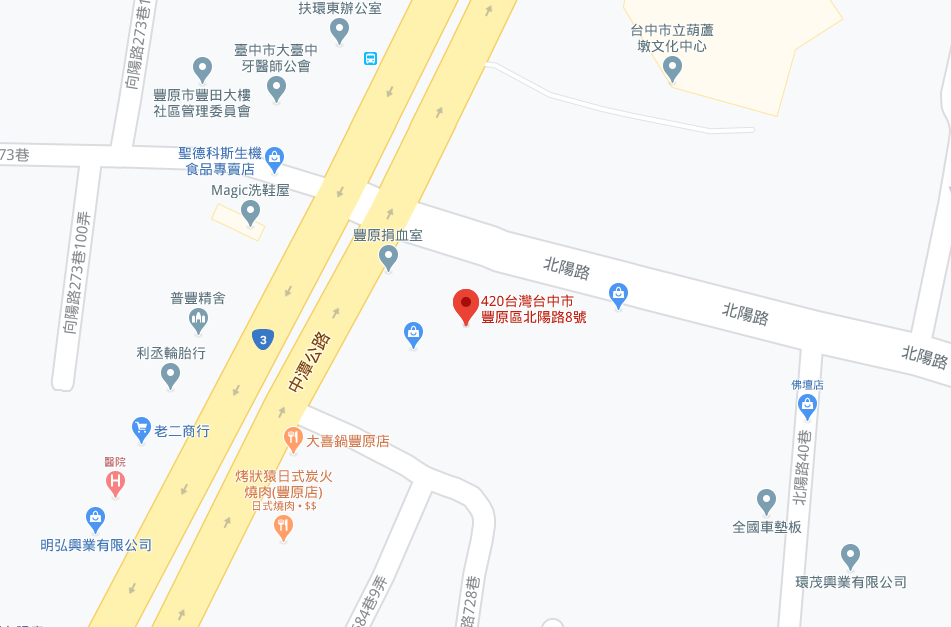 扶環東辦公室
向陽路273巷1
臺中市大臺中
牙醫師公會
台中市立葫蘆
墩文化中心
豐原市豐田大樓
社區管理委員會
73巷
聖德科斯生機
食品專賣店
Magic洗鞋屋
豐原捐血室
北陽路
向陽路273巷100弄
普豐精舍
420台灣台中市
豐原區北陽路8號
北陽路
3
中潭公路
利丞輪胎行
北陽路
佛壇店
老二商行
大喜鍋豐原店
醫院
H
烤狀猿日式炭火
燒肉(豐原店)
日式燒肉・$$
北陽路40巷
全國車墊板
明弘興業有限公司
環茂興業有限公司
684巷9弄
路728巷